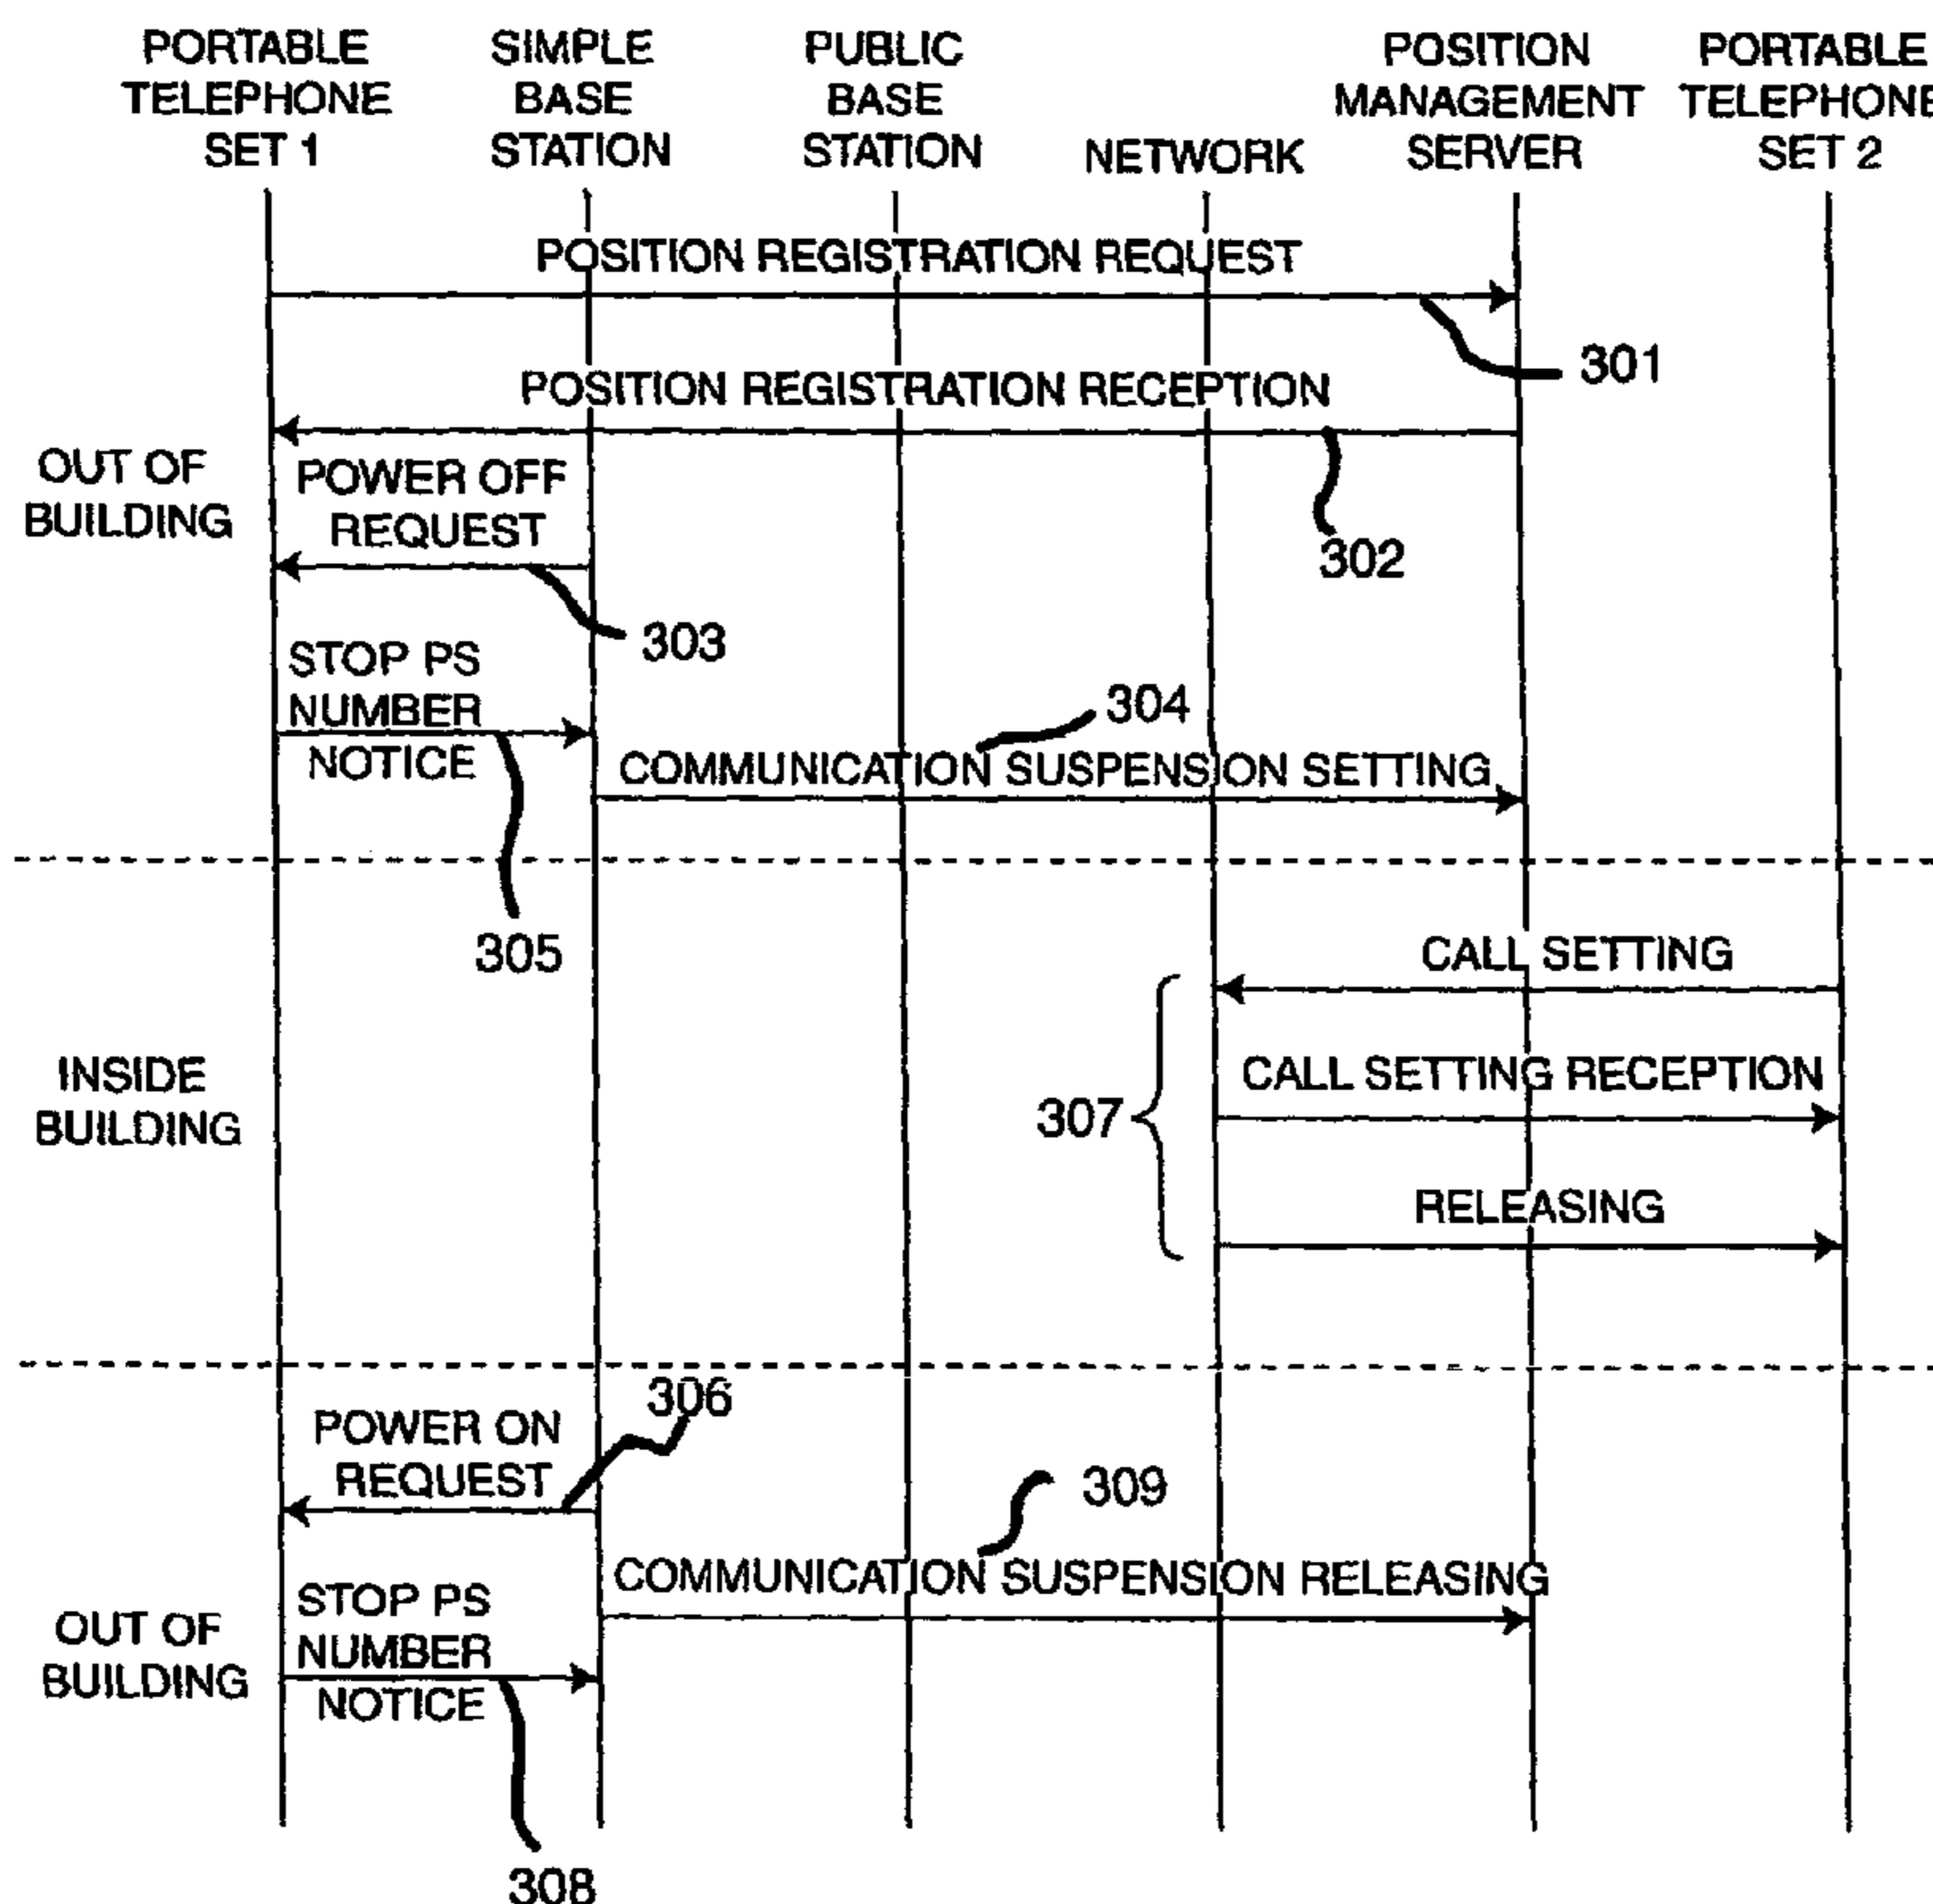 PORTABLE
TELEPHONE
SET 1
SIMPLE
BASE
STATION
PUBLIC
BASE
STATION
NETWORK
POSITION
MANAGEMENT
SERVER
PORTABLE
TELEPHONE
SET 2
POSITION REGISTRATION REQUEST
301
POSITION REGISTRATION RECEPTION
302
OUT OF
BUILDING
POWER OFF
REQUEST
303
STOP PS
NUMBER
NOTICE
304
COMMUNICATION SUSPENSION SETTING
305
INSIDE
BUILDING
CALL SETTING
307
CALL SETTING RECEPTION
RELEASING
306
POWER ON
REQUEST
309
COMMUNICATION SUSPENSION RELEASING
OUT OF
BUILDING
STOP PS
NUMBER
NOTICE
308